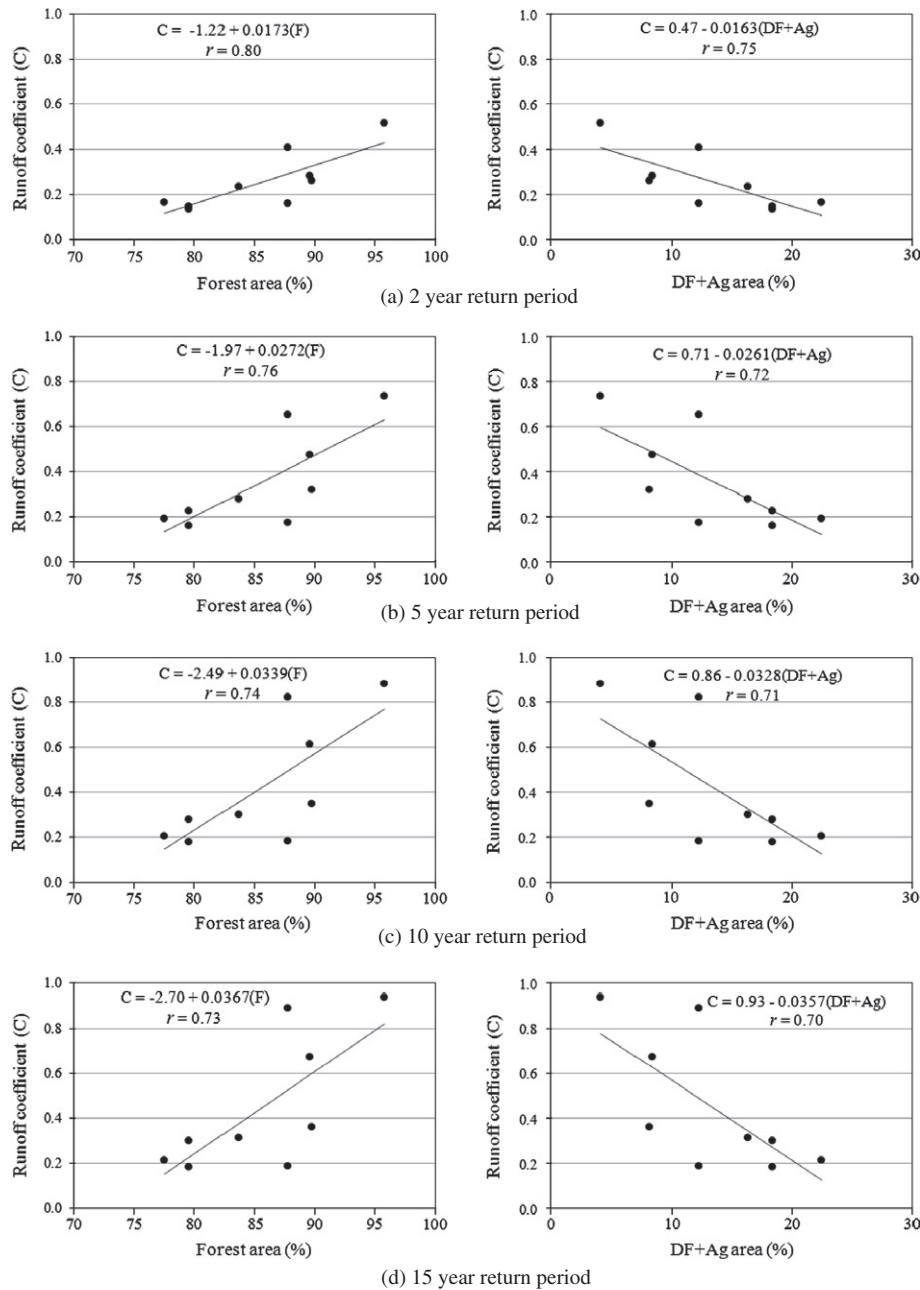 C = -1.22 + 0.0173(F)
r = 0.80
Runoff coefficient (C)
1.0
0.8
0.6
0.4
0.2
0.0
70 75 80 85 90 95 100
Forest area (%)
C = 0.47 - 0.0163(DF+Ag)
r = 0.75
Runoff coefficient (C)
1.0
0.8
0.6
0.4
0.2
0.0
0 10 20 30
DF+Ag area (%)
(a) 2 year return period
C = -1.97 + 0.0272(F)
r = 0.76
Runoff coefficient (C)
1.0
0.8
0.6
0.4
0.2
0.0
70 75 80 85 90 95 100
Forest area (%)
C = 0.71 - 0.0261(DF+Ag)
r = 0.72
Runoff coefficient (C)
1.0
0.8
0.6
0.4
0.2
0.0
0 10 20 30
DF+Ag area (%)
(b) 5 year return period
C = -2.49 + 0.0339(F)
r = 0.74
Runoff coefficient (C)
1.0
0.8
0.6
0.4
0.2
0.0
70 75 80 85 90 95 100
Forest area (%)
C = 0.86 - 0.0328(DF+Ag)
r = 0.71
Runoff coefficient (C)
1.0
0.8
0.6
0.4
0.2
0.0
0 10 20 30
DF+Ag area (%)
(c) 10 year return period
C = -2.70 + 0.0367(F)
r = 0.73
Runoff coefficient (C)
1.0
0.8
0.6
0.4
0.2
0.0
70 75 80 85 90 95 100
Forest area (%)
C = 0.93 - 0.0357(DF+Ag)
r = 0.70
Runoff coefficient (C)
1.0
0.8
0.6
0.4
0.2
0.0
0 10 20 30
DF+Ag area (%)
(d) 15 year return period